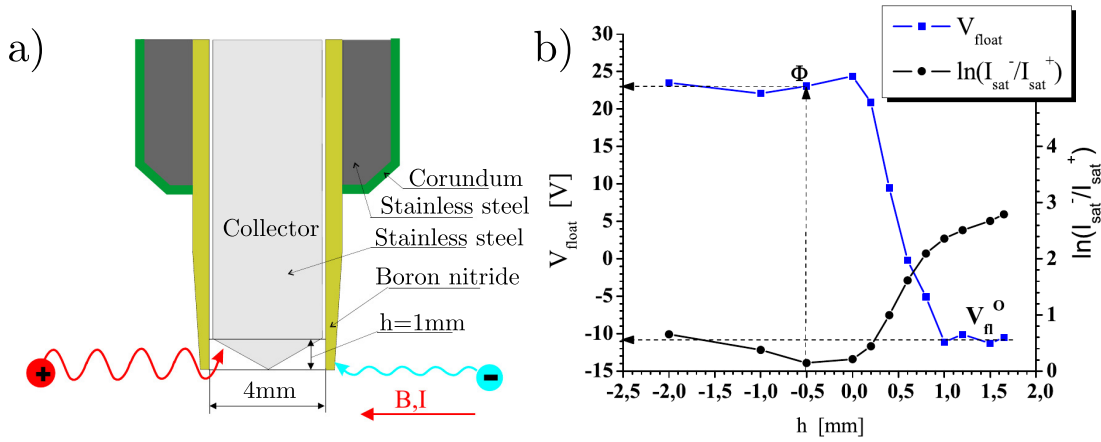 a)
Corundum
Stainless steel
Collector
Stainless steel
Boron nitride
h=1mm
+
−
4mm
B,I
b)
V_float
ln(I_sat^-/I_sat^+)
30
25
20
15
10
5
0
-5
-10
-15
V_float [V]
Φ
V_fl^O
4
3
2
1
0
ln(I_sat^-/I_sat^+)
-2,5 -2,0 -1,5 -1,0 -0,5 0,0 0,5 1,0 1,5 2,0
h [mm]